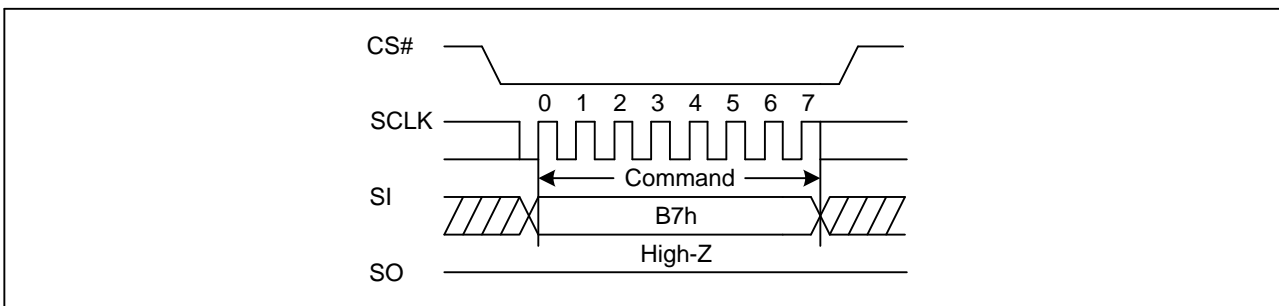 CS#
0 1 2 3 4 5 6 7
SCLK
Command
SI
B7h
High-Z
SO